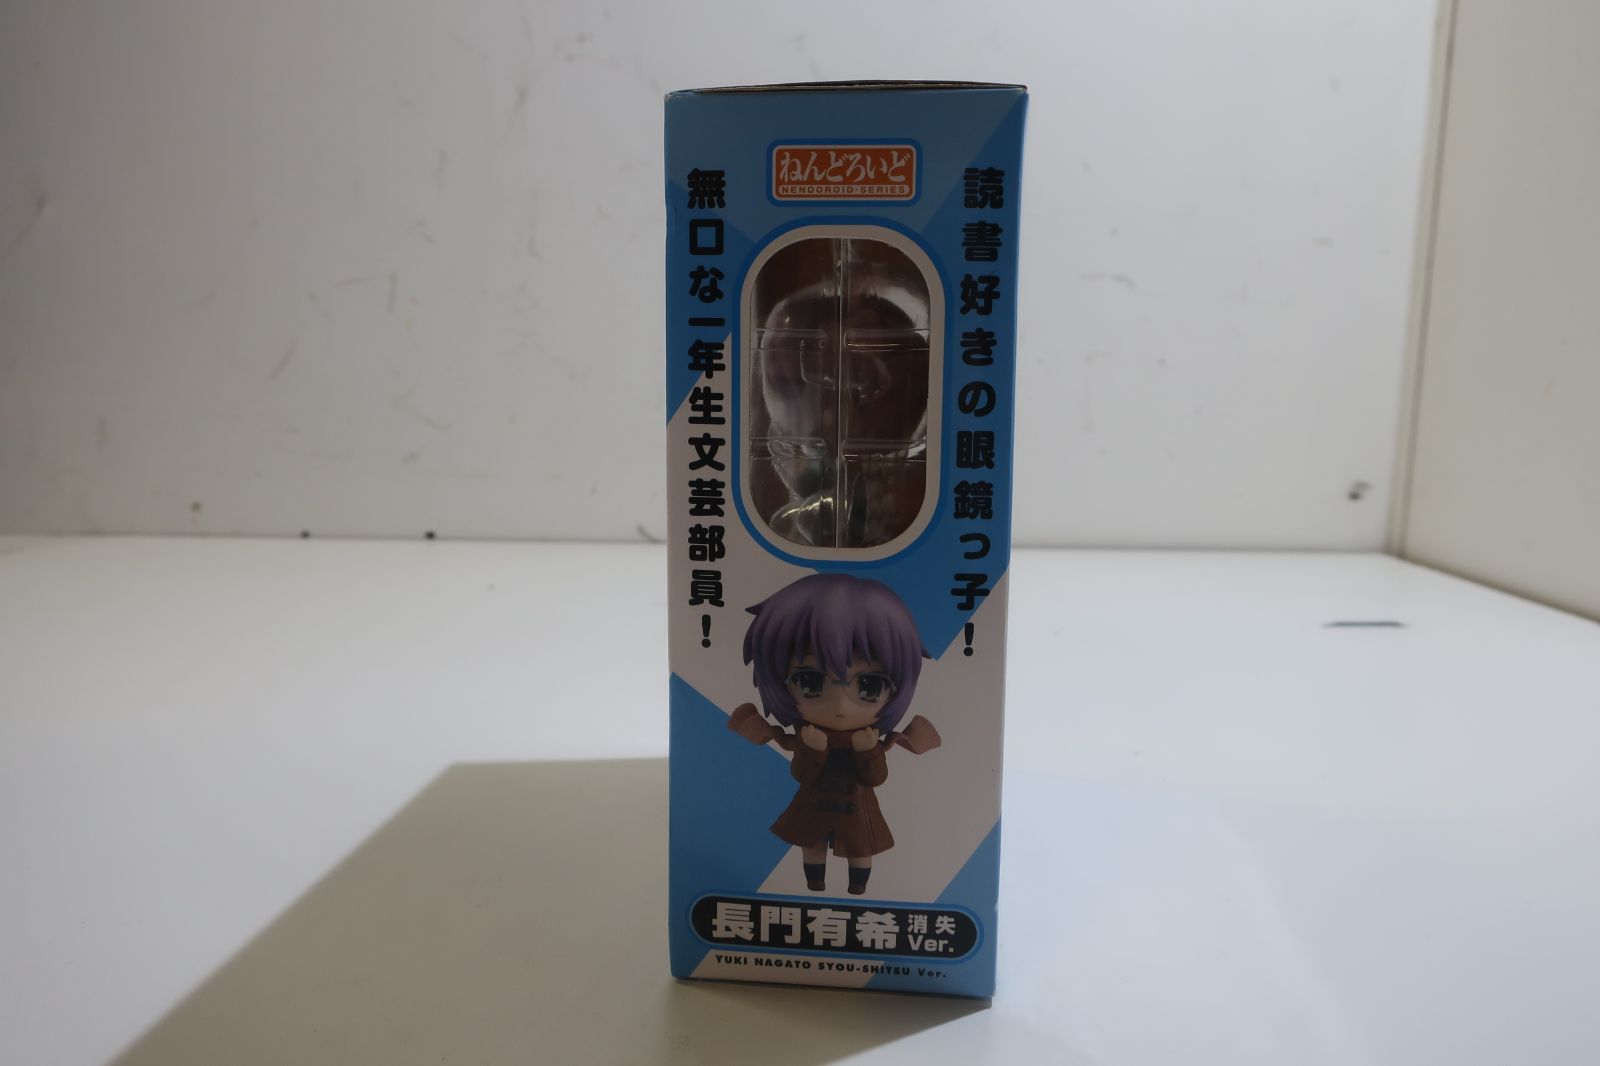 ねんどろいど
NENDOROID-SERIES
読書好きの眼鏡っ子!
無口な一年生文芸部員!
長門有希 消失 Ver.
YUKI NAGATO SYOU-SHITSU Ver.